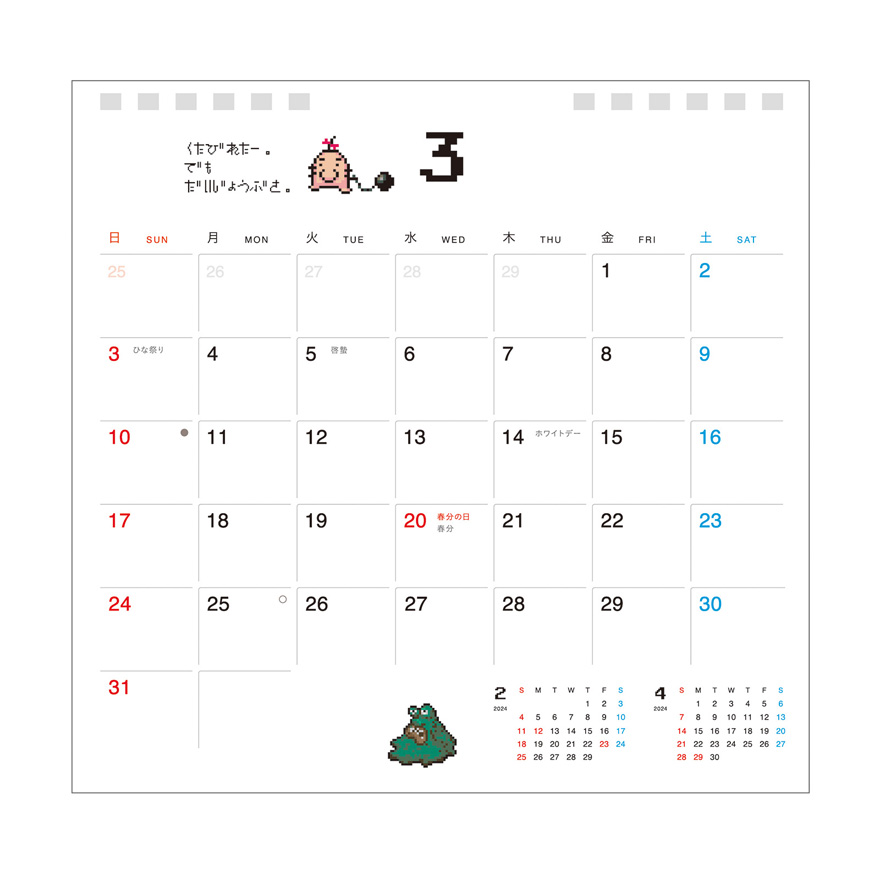 くたびれたー。
でも
だいじょうぶさ。
3
日 SUN 月 MON 火 TUE 水 WED 木 THU 金 FRI 土 SAT
25 26 27 28 29 1 2
3 ひな祭り 4 5 啓蟄 6 7 8 9
10 11 12 13 14 ホワイトデー 15 16
17 18 19 20 春分の日 21 22 23
春分
24 25 26 27 28 29 30
31
2
2024
S M T W T F S
1 2 3
4 5 6 7 8 9 10
11 12 13 14 15 16 17
18 19 20 21 22 23 24
25 26 27 28 29
4
2024
S M T W T F S
1 2 3 4 5 6
7 8 9 10 11 12 13
14 15 16 17 18 19 20
21 22 23 24 25 26 27
28 29 30